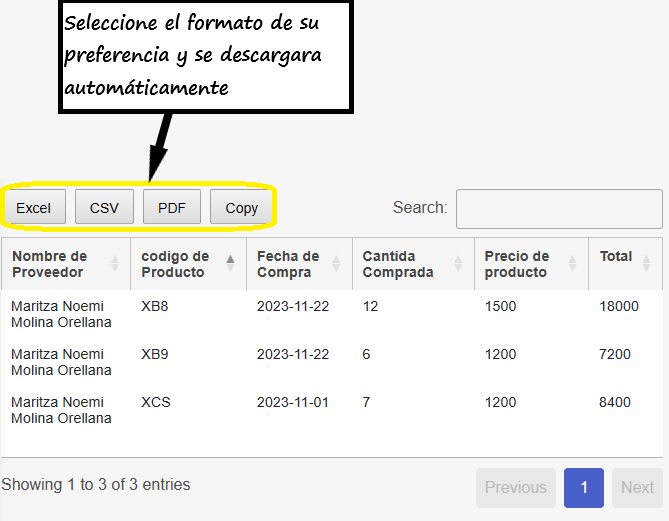 Seleccione el formato de su
preferencia y se descargara
automáticamente
Excel CSV PDF Copy Search:
Nombre de codigo de Fecha de Cantida Precio de Total
Proveedor Producto Compra Comprada producto
Maritza Noemi XB8 2023-11-22 12 1500 18000
Molina Orellana
Maritza Noemi XB9 2023-11-22 6 1200 7200
Molina Orellana
Maritza Noemi XCS 2023-11-01 7 1200 8400
Molina Orellana
Showing 1 to 3 of 3 entries Previous 1 Next